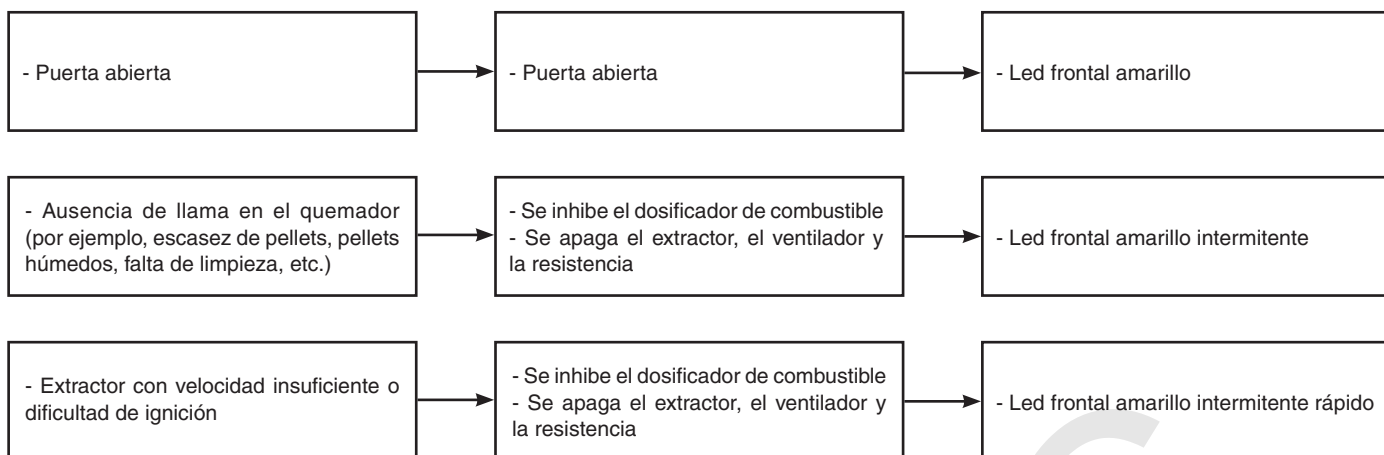 - Puerta abierta
- Puerta abierta
- Led frontal amarillo
- Ausencia de llama en el quemador
(por ejemplo, escasez de pellets, pellets
húmedos, falta de limpieza, etc.)
- Se inhibe el dosificador de combustible
- Se apaga el extractor, el ventilador y
la resistencia
- Led frontal amarillo intermitente
- Extractor con velocidad insuficiente o
dificultad de ignición
- Se inhibe el dosificador de combustible
- Se apaga el extractor, el ventilador y
la resistencia
- Led frontal amarillo intermitente rápido